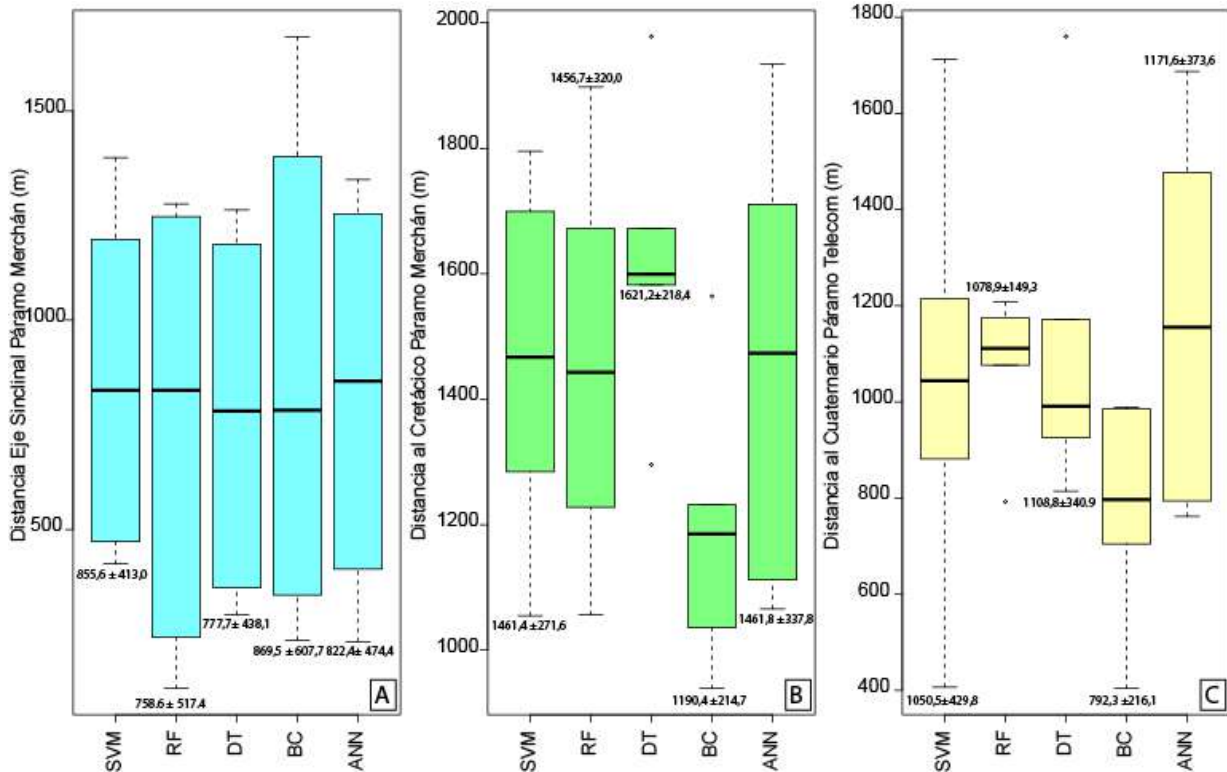 Distancia Eje Sinclinal Páramo Merchán (m)
1500
1000
500
855,6 ± 413,0
758.6 ± 517.4
777,7± 438,1
869,5 ±607,7
822,4± 474,4
A
SVM
RF
DT
BC
ANN
Distancia al Cretácico Páramo Merchán (m)
2000
1800
1600
1400
1200
1000
1461,4 ±271,6
1456,7±320,0
1621,2±218,4
1190,4 ±214,7
1461,8 ±337,8
B
SVM
RF
DT
BC
ANN
Distancia al Cuaternario Páramo Telecom (m)
1800
1600
1400
1200
1000
800
600
400
1050,5±429,8
1078,9±149,3
1108,8±340.9
792,3 ±216,1
1171,6±373,6
C
SVM
RF
DT
BC
ANN